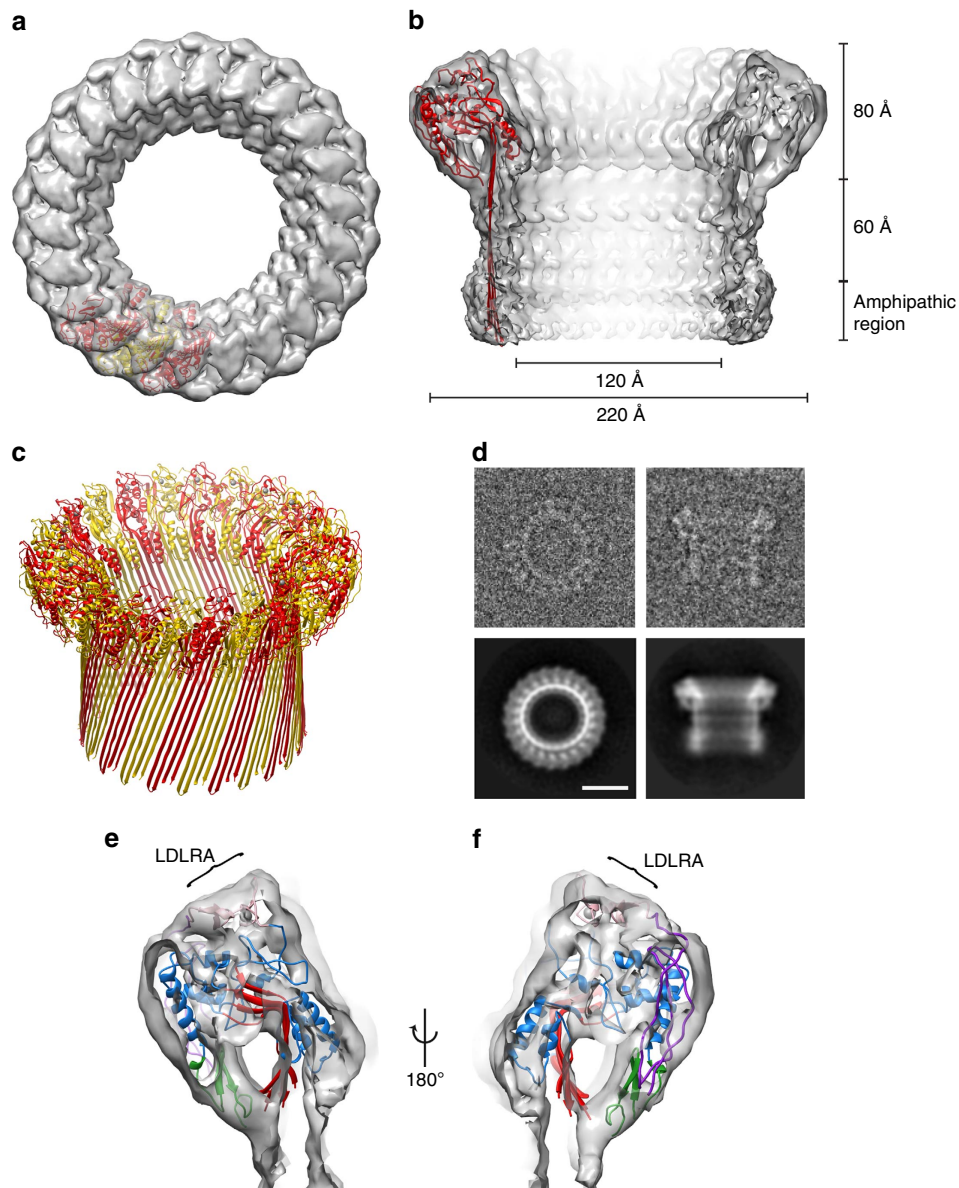 a
b
80 Å
60 Å
Amphipathic
region
120 Å
220 Å
c
d
e
f
LDLRA
LDLRA
180°